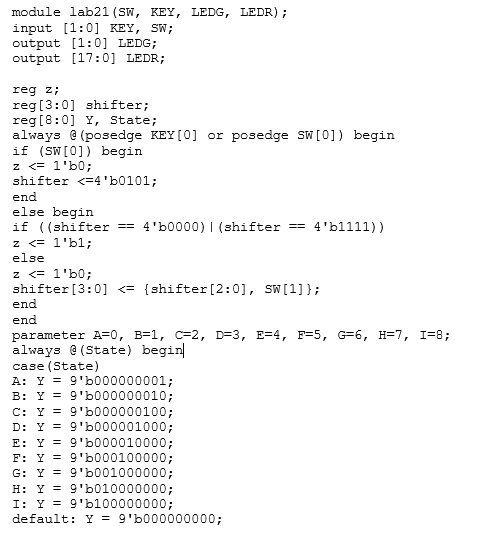 module lab21(SW, KEY, LEDG, LEDR);
input [1:0] KEY, SW;
output [1:0] LEDG;
output [17:0] LEDR;
reg z;
reg[3:0] shifter;
reg[8:0] Y, State;
always @(posedge KEY[0] or posedge SW[0]) begin
if (SW[0]) begin
z <= 1'b0;
shifter <=4'b0101;
end
else begin
if ((shifter == 4'b0000)|(shifter == 4'b1111))
z <= 1'b1;
else
z <= 1'b0;
shifter[3:0] <= {shifter[2:0], SW[1]};
end
end
parameter A=0, B=1, C=2, D=3, E=4, F=5, G=6, H=7, I=8;
always @(State) begin
case(State)
A: Y = 9'b000000001;
B: Y = 9'b000000010;
C: Y = 9'b000000100;
D: Y = 9'b000001000;
E: Y = 9'b000010000;
F: Y = 9'b000100000;
G: Y = 9'b001000000;
H: Y = 9'b010000000;
I: Y = 9'b100000000;
default: Y = 9'b000000000;